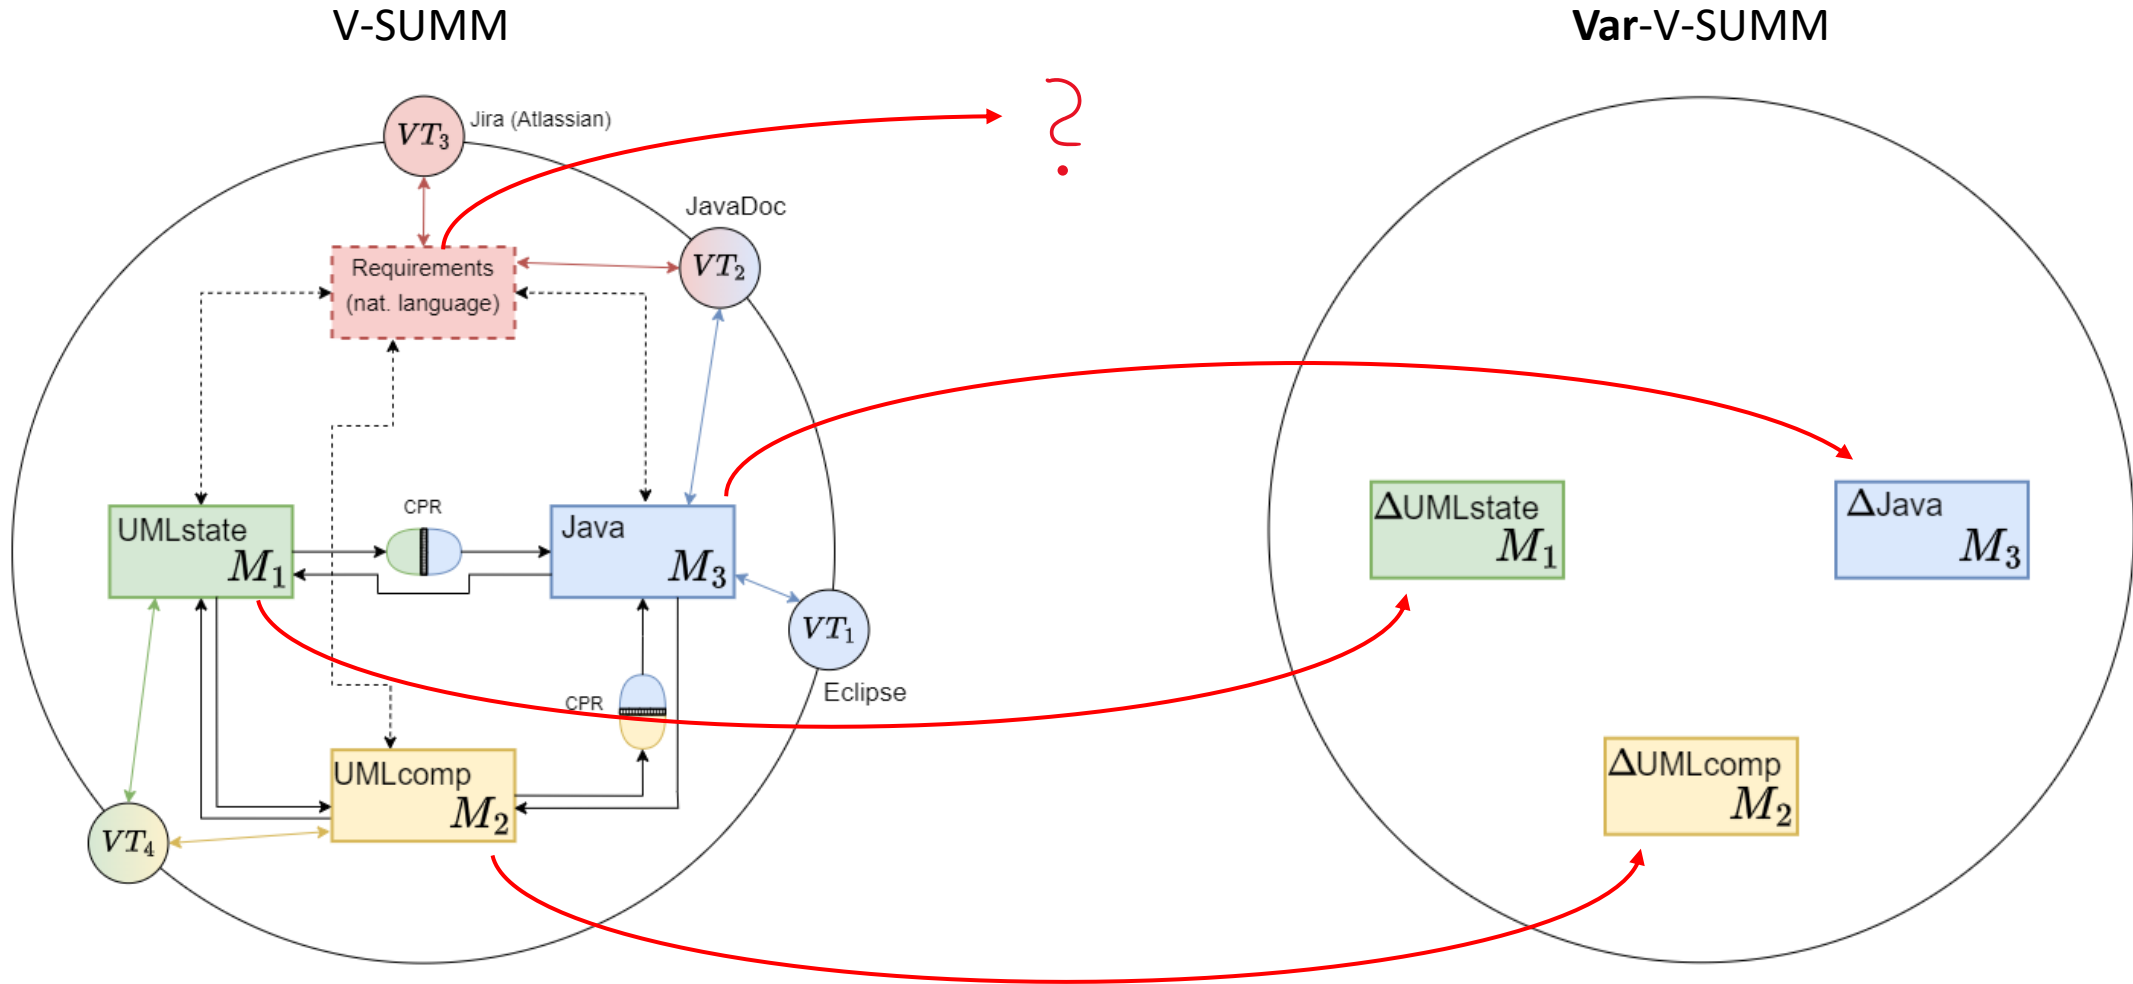 V-SUMM
Var-V-SUMM
VT3
Jira (Atlassian)
?
JavaDoc
VT2
Requirements
(nat. language)
UMLstate
M1
CPR
Java
M3
VT1
Eclipse
CPR
UMLcomp
M2
VT4
ΔUMLstate
M1
ΔJava
M3
ΔUMLcomp
M2